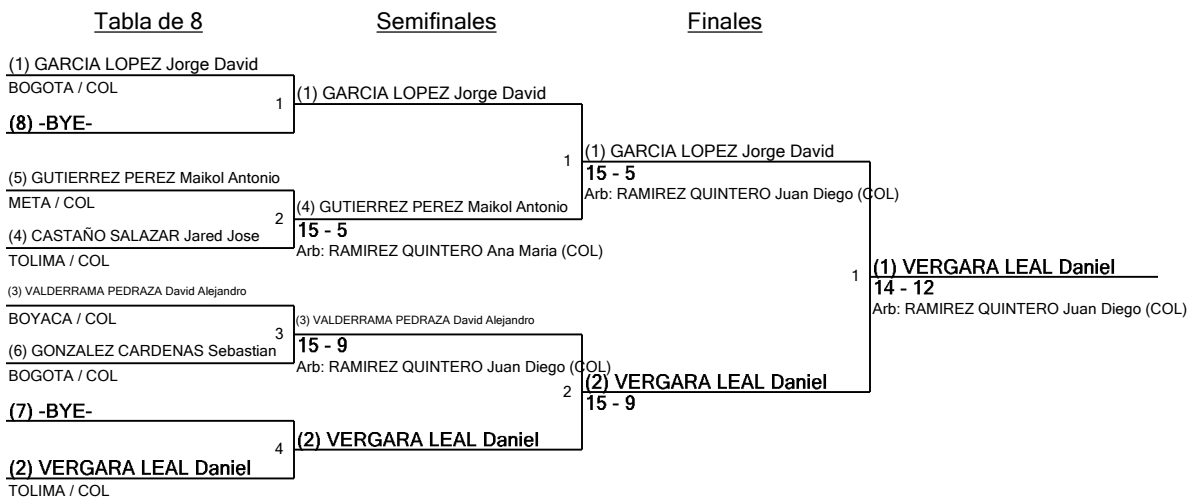 Tabla de 8
Semifinales
Finales
(1) GARCIA LOPEZ Jorge David
BOGOTA / COL
1
(8) -BYE-
(5) GUTIERREZ PEREZ Maikol Antonio
META / COL
2
(4) CASTAÑO SALAZAR Jared Jose
TOLIMA / COL
(3) VALDERRAMA PEDRAZA David Alejandro
BOYACA / COL
3
(6) GONZALEZ CARDENAS Sebastian
BOGOTA / COL
(7) -BYE-
4
(2) VERGARA LEAL Daniel
TOLIMA / COL
(1) GARCIA LOPEZ Jorge David
1
(4) GUTIERREZ PEREZ Maikol Antonio
15 - 5
Arb: RAMIREZ QUINTERO Ana Maria (COL)
(3) VALDERRAMA PEDRAZA David Alejandro
15 - 9
Arb: RAMIREZ QUINTERO Juan Diego (COL)
2
(2) VERGARA LEAL Daniel
(1) GARCIA LOPEZ Jorge David
15 - 5
Arb: RAMIREZ QUINTERO Juan Diego (COL)
1
(2) VERGARA LEAL Daniel
15 - 9
(1) VERGARA LEAL Daniel
14 - 12
Arb: RAMIREZ QUINTERO Juan Diego (COL)